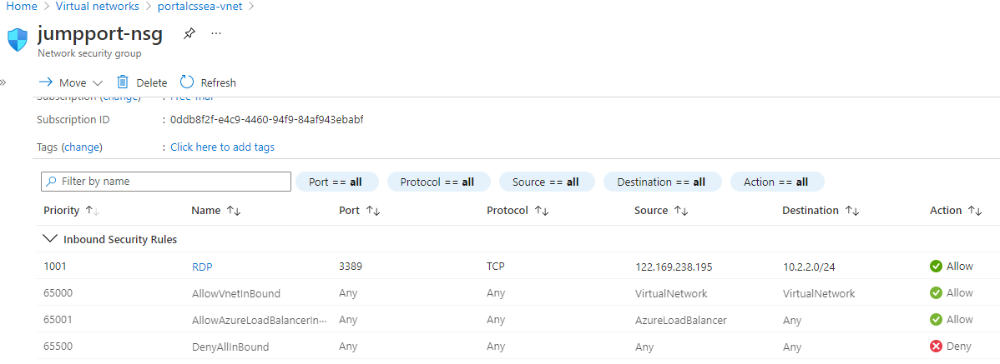 Home > Virtual networks > portalcssea-vnet >
jumpport-nsg
Network security group
Move Delete Refresh
Subscription (change) : Free Trial
Subscription ID : 0ddb8f2f-e4c9-4460-94f9-84af943ebabf
Tags (change) : Click here to add tags
Filter by name Port == all Protocol == all Source == all Destination == all Action == all
Priority Name Port Protocol Source Destination Action
Inbound Security Rules
1001 RDP 3389 TCP 122.169.238.195 10.2.2.0/24 Allow
65000 AllowVnetInBound Any Any VirtualNetwork VirtualNetwork Allow
65001 AllowAzureLoadBalancerIn··· Any Any AzureLoadBalancer Any Allow
65500 DenyAllInBound Any Any Any Any Deny